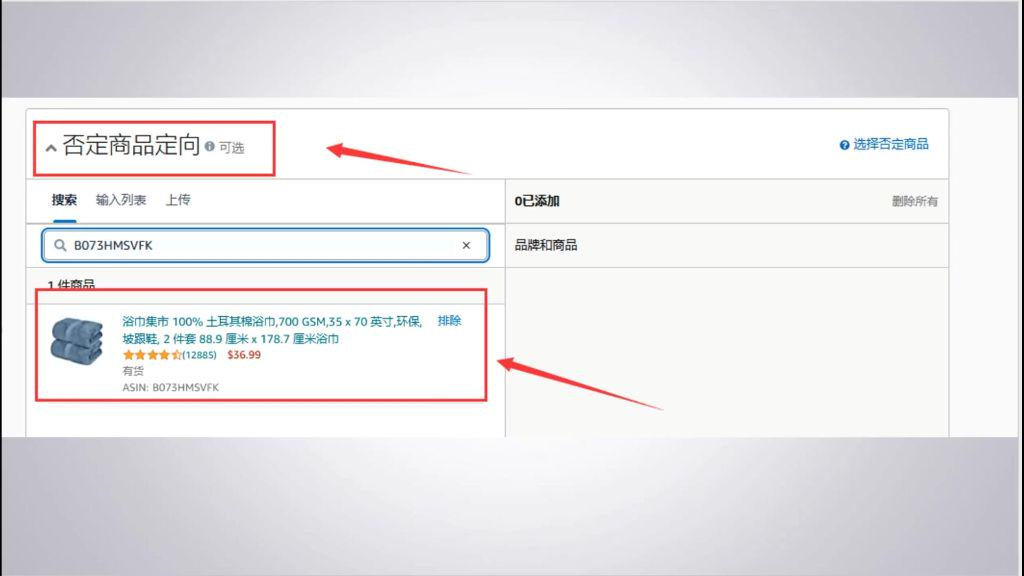 否定商品定向 可选
选择否定商品
搜索 输入列表 上传
0已添加 删除所有
B073HMSVFK
品牌和商品
1 件商品
浴巾集市 100% 土耳其棉浴巾,700 GSM,35 x 70 英寸,环保, 排除
坡跟鞋, 2 件套 88.9 厘米 x 178.7 厘米浴巾
(12885) $36.99
有货
ASIN: B073HMSVFK